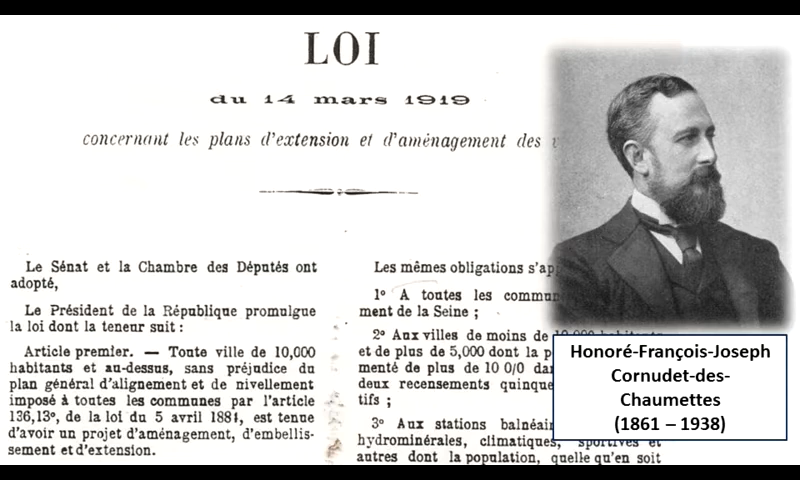 LOI
du 14 mars 1919
concernant les plans d'extension et d'aménagement des
Le Sénat et la Chambre des Députés ont
adopté,
Le Président de la République promulgue
la loi dont la teneur suit :
Article premier. — Toute ville de 10,000
habitants et au-dessus, sans préjudice du
plan général d'alignement et de nivellement
imposé à toutes les communes par l'article
136,13°, de la loi du 5 avril 1884, est tenue
d'avoir un projet d'aménagement, d'embellis-
sement et d'extension.
Les mêmes obligations
1° A toutes les
ment de la Seine ;
2° Aux villes de moins de 10,000 habitants
et de plus de 5,000 dont la
menté de plus de 10 0/0
deux recensements
tifs ;
3° Aux stations
hydrominérales, climatiques, sportives et
autres dont la population, quelle qu'en soit
Honoré-François-Joseph
Cornudet-des-
Chaumettes
(1861 – 1938)